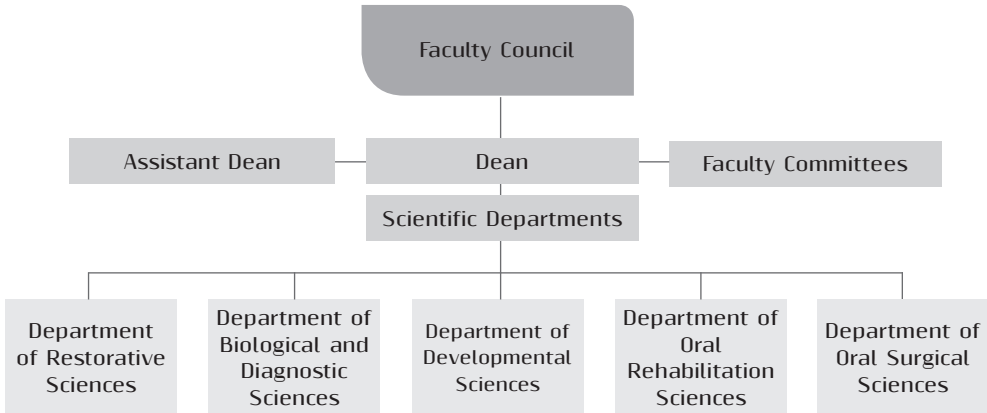 Faculty Council
Assistant Dean
Dean
Faculty Committees
Scientific Departments
Department
of Restorative
Sciences
Department of
Biological and
Diagnostic
Sciences
Department of
Developmental
Sciences
Department of
Oral
Rehabilitation
Sciences
Department of
Oral Surgical
Sciences